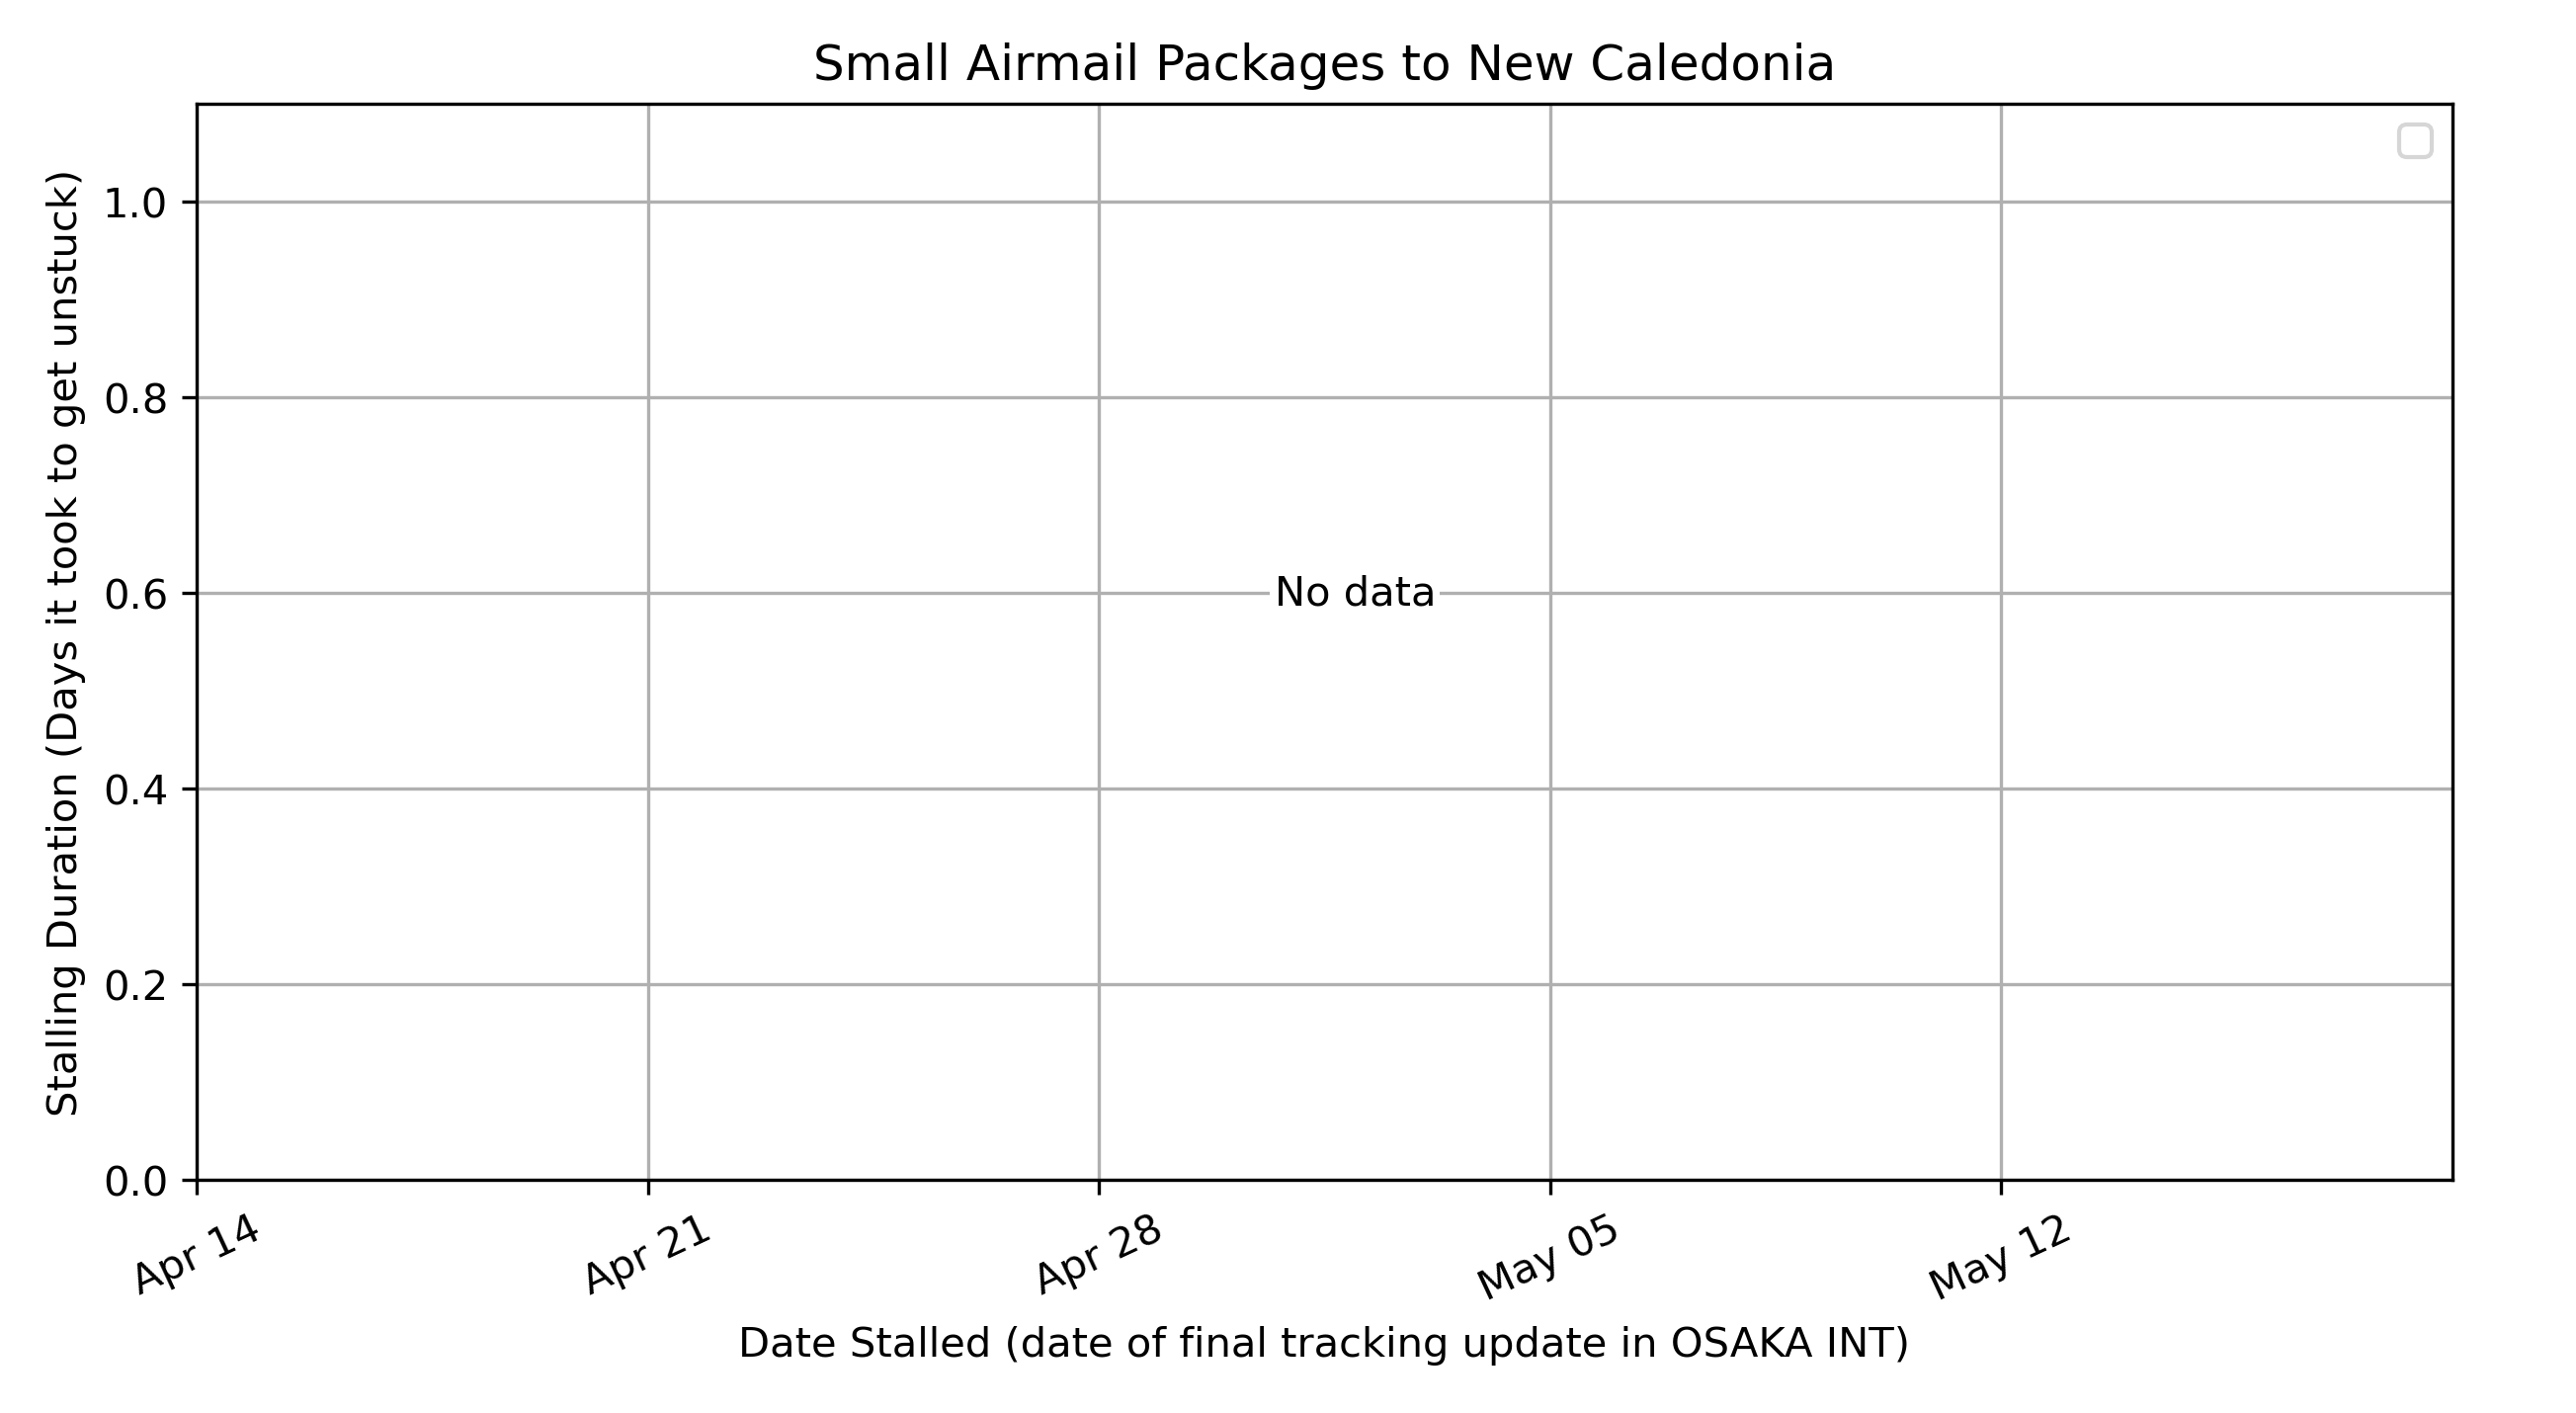 Small Airmail Packages to New Caledonia
Stalling Duration (Days it took to get unstuck)
1.0
0.8
0.6
0.4
0.2
0.0
No data
Apr 14
Apr 21
Apr 28
May 05
May 12
Date Stalled (date of final tracking update in OSAKA INT)